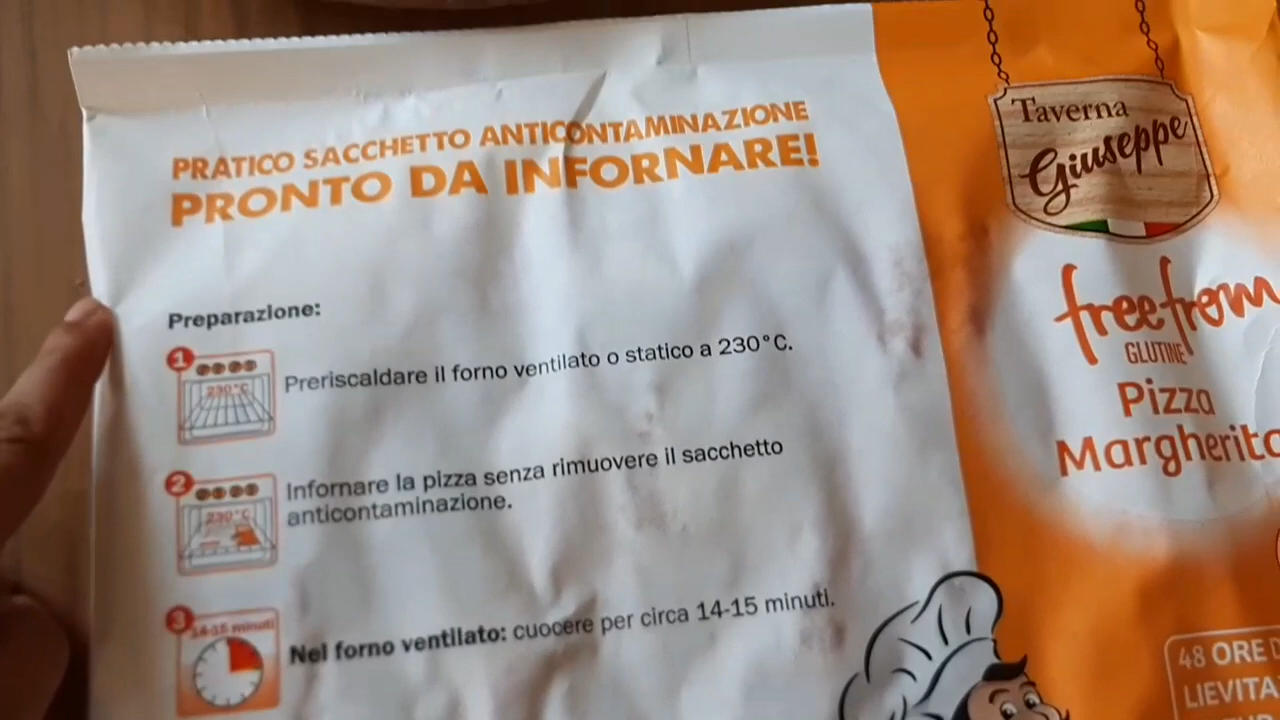 PRATICO SACCHETTO ANTICONTAMINAZIONE
PRONTO DA INFORNARE!
Preparazione:
1
230°C
Preriscaldare il forno ventilato o statico a 230°C.
2
230°C
Infornare la pizza senza rimuovere il sacchetto
anticontaminazione.
3
14-15 minuti
Nel forno ventilato: cuocere per circa 14-15 minuti.
Taverna
Giuseppe
free from
GLUTINE
Pizza
Margherita
48 ORE
LIEVITA